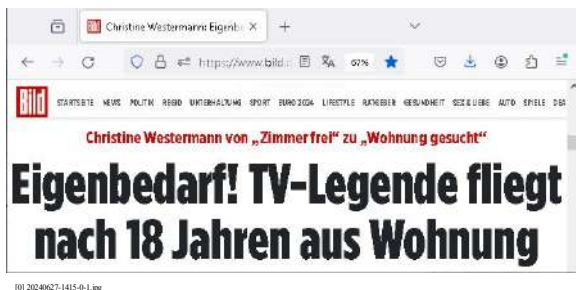 Christine Westermann: Eigenb
https://www.bild.
67%
Bild STARTSEITE NEWS POLITIK REGIO UNTERHALTUNG SPORT EURO 2024 LIFESTYLE RATGEBER GESUNDHEIT SEX & LIEBE AUTO SPIELE
Christine Westermann von „Zimmer frei“ zu „Wohnung gesucht“
Eigenbedarf! TV-Legende fliegt
nach 18 Jahren aus Wohnung
[0] 20240627-1415-0-1.jpg